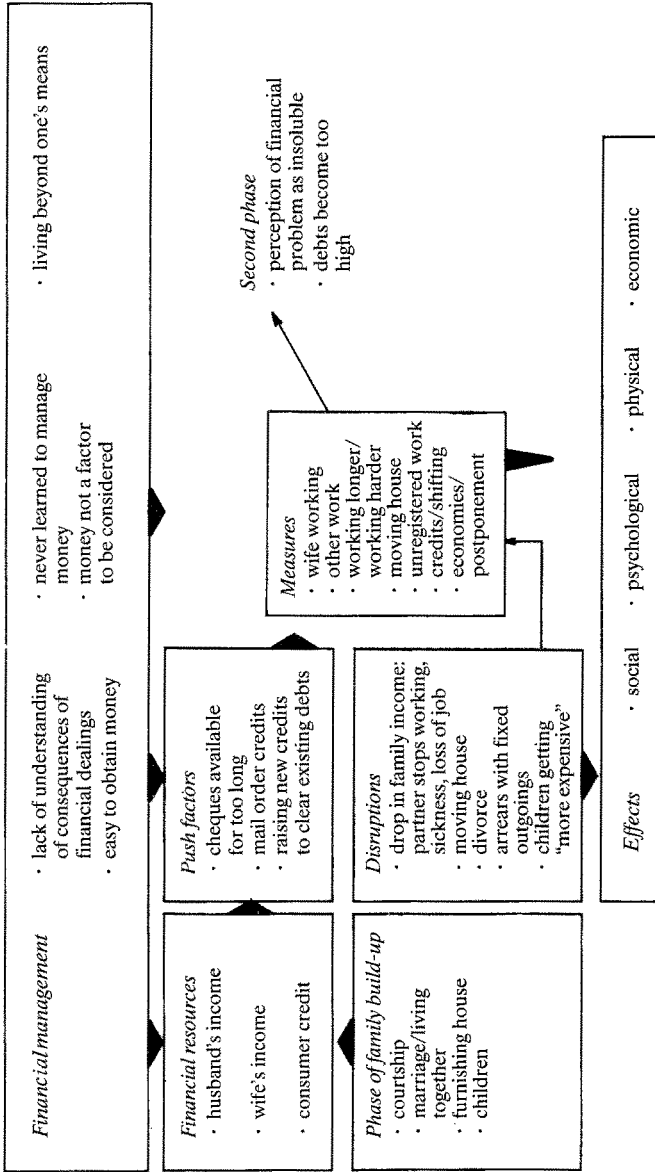 Financial management
· lack of understanding
of consequences of
financial dealings
· easy to obtain money
· never learned to manage
money
· money not a factor
to be considered
· living beyond one's means
Financial resources
· husband's income
· wife's income
· consumer credit
Push factors
· cheques available
for too long
· mail order credits
· raising new credits
to clear existing debts
Phase of family build-up
· courtship
· marriage/living
together
· furnishing house
· children
Disruptions
· drop in family income:
partner stops working,
sickness, loss of job
· moving house
· divorce
· arrears with fixed
outgoings
· children getting
"more expensive"
Measures
· wife working
· other work
· working longer/
working harder
· moving house
· unregistered work
· credits/shifting
· economies/
postponement
Second phase
· perception of financial
problem as insoluble
· debts become too
high
Effects
· social
· psychological
· physical
· economic